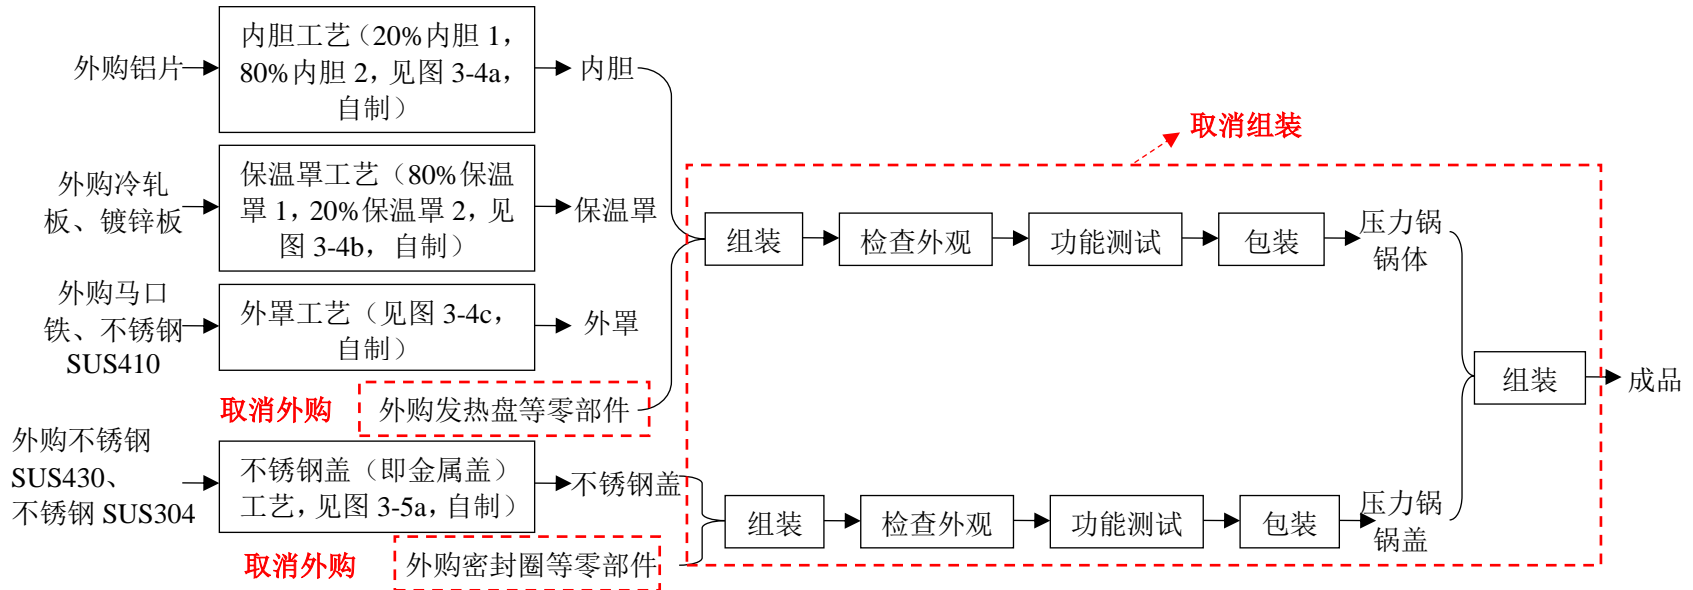 外购铝片
内胆工艺（20%内胆 1，
80%内胆 2，见图 3-4a，
自制）
内胆
取消组装
外购冷轧
板、镀锌板
保温罩工艺（80%保温
罩 1，20%保温罩 2，见
图 3-4b，自制）
保温罩
组装
检查外观
功能测试
包装
压力锅
锅体
外购马口
铁、不锈钢
SUS410
外罩工艺（见图 3-4c，
自制）
外罩
组装
成品
取消外购
外购发热盘等零部件
外购不锈钢
SUS430、
不锈钢 SUS304
不锈钢盖（即金属盖）
工艺，见图 3-5a，自制）
不锈钢盖
组装
检查外观
功能测试
包装
压力锅
锅盖
取消外购
外购密封圈等零部件